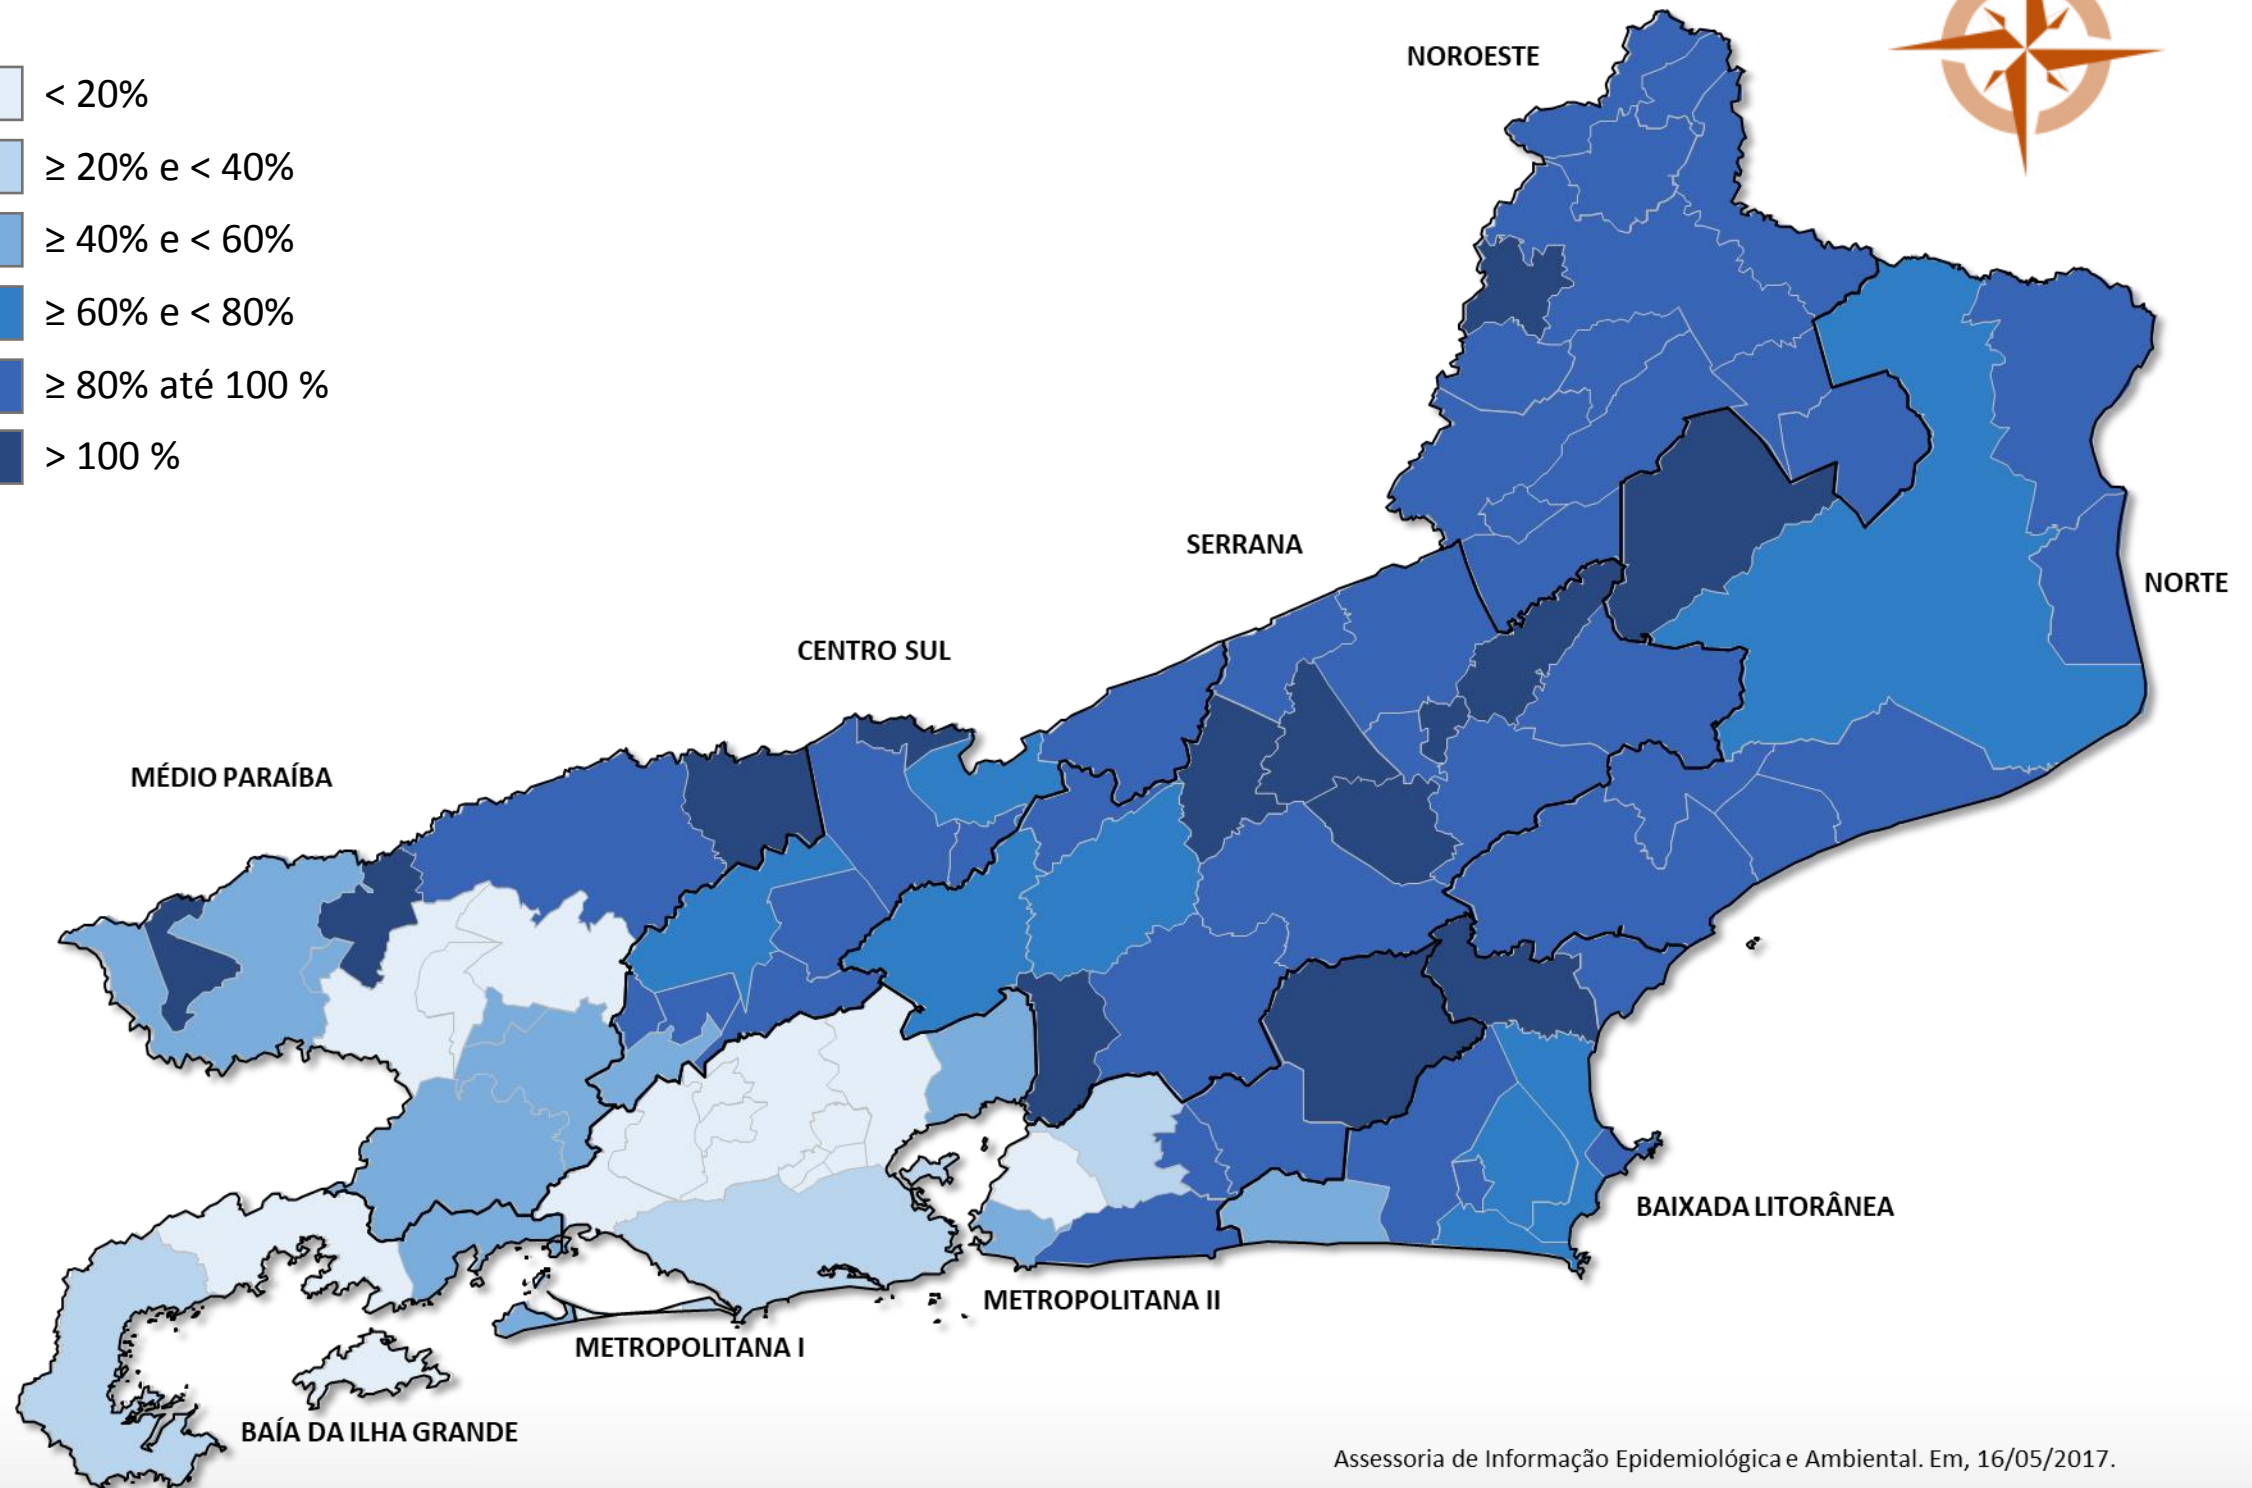 NOROESTE
< 20%
≥ 20% e < 40%
≥ 40% e < 60%
≥ 60% e < 80%
≥ 80% até 100 %
> 100 %
SERRANA
NORTE
CENTRO SUL
MÉDIO PARAÍBA
BAIXADA LITORÂNEA
METROPOLITANA II
METROPOLITANA I
BAÍA DA ILHA GRANDE
Assessoria de Informação Epidemiológica e Ambiental. Em, 16/05/2017.